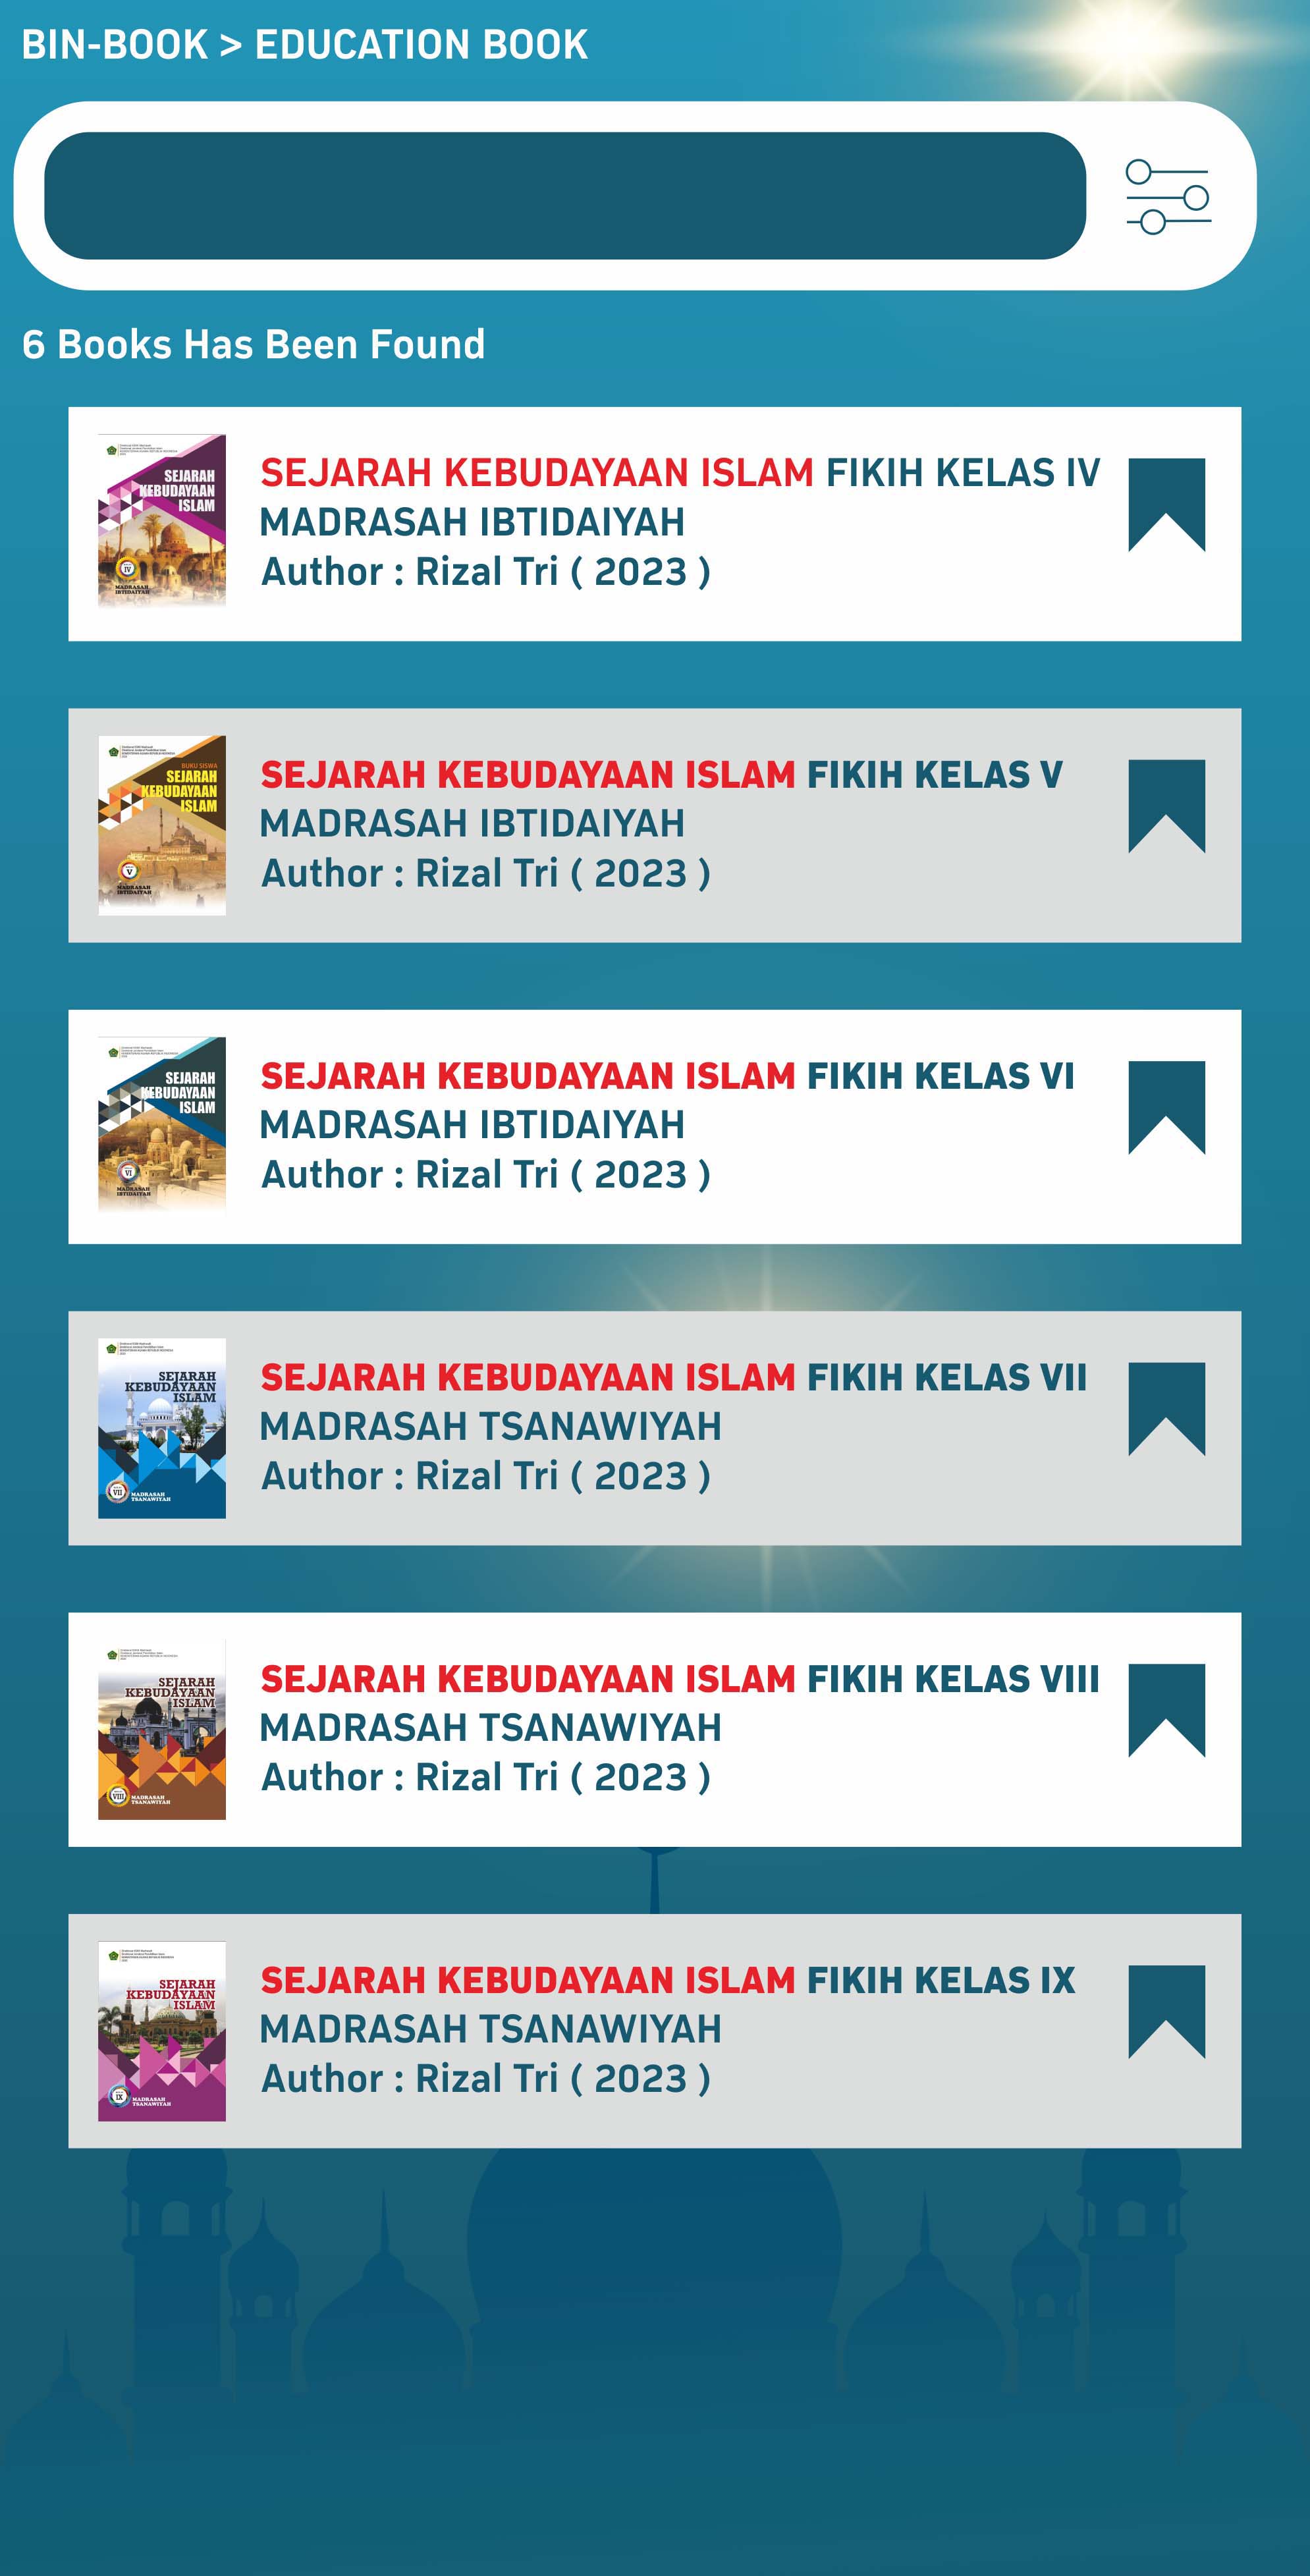 BIN-BOOK > EDUCATION BOOK
6 Books Has Been Found
SEJARAH
KEBUDAYAAN
ISLAM
IV
MADRASAH
IBTIDAIYAH
SEJARAH KEBUDAYAAN ISLAM FIKIH KELAS IV
MADRASAH IBTIDAIYAH
Author : Rizal Tri ( 2023 )
BUKU SISWA
SEJARAH
KEBUDAYAAN
ISLAM
V
MADRASAH
IBTIDAIYAH
SEJARAH KEBUDAYAAN ISLAM FIKIH KELAS V
MADRASAH IBTIDAIYAH
Author : Rizal Tri ( 2023 )
SEJARAH
KEBUDAYAAN
ISLAM
VI
MADRASAH
IBTIDAIYAH
SEJARAH KEBUDAYAAN ISLAM FIKIH KELAS VI
MADRASAH IBTIDAIYAH
Author : Rizal Tri ( 2023 )
SEJARAH
KEBUDAYAAN
ISLAM
VII
MADRASAH
TSANAWIYAH
SEJARAH KEBUDAYAAN ISLAM FIKIH KELAS VII
MADRASAH TSANAWIYAH
Author : Rizal Tri ( 2023 )
SEJARAH
KEBUDAYAAN
ISLAM
VIII
MADRASAH
TSANAWIYAH
SEJARAH KEBUDAYAAN ISLAM FIKIH KELAS VIII
MADRASAH TSANAWIYAH
Author : Rizal Tri ( 2023 )
SEJARAH
KEBUDAYAAN
ISLAM
IX
MADRASAH
TSANAWIYAH
SEJARAH KEBUDAYAAN ISLAM FIKIH KELAS IX
MADRASAH TSANAWIYAH
Author : Rizal Tri ( 2023 )